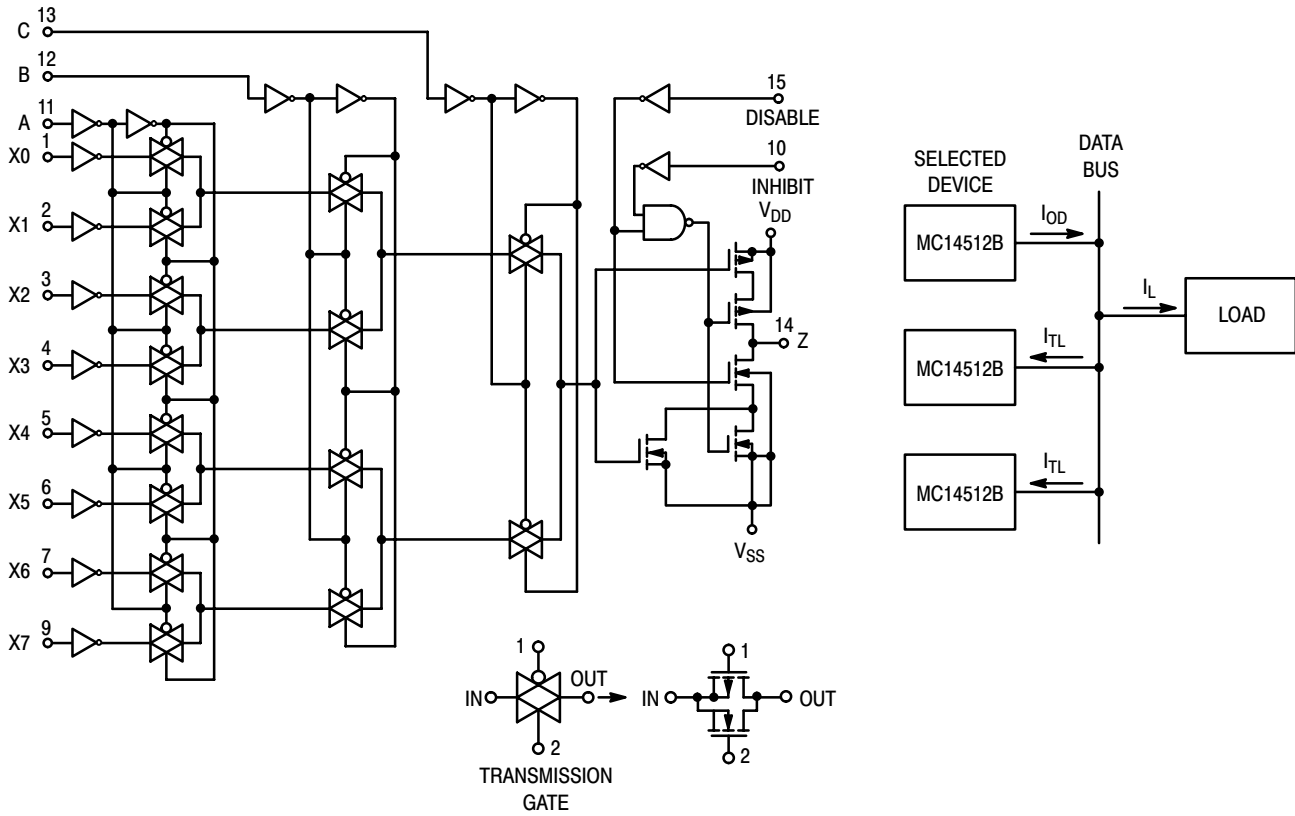 C 13
B 12
A 11
X0 1
X1 2
X2 3
X3 4
X4 5
X5 6
X6 7
X7 9
15
DISABLE
10
INHIBIT
VDD
14 Z
VSS
SELECTED
DEVICE
DATA
BUS
MC14512B
IOD
IL
LOAD
MC14512B
ITL
MC14512B
ITL
1
IN
OUT
2
TRANSMISSION
GATE
1
IN
OUT
2